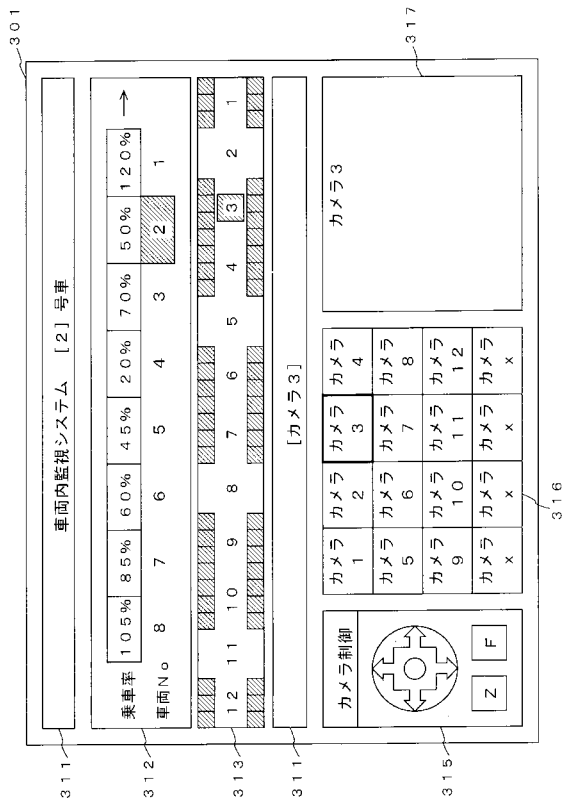 301
車両内監視システム [2] 号車
311
乗車率 105% 85% 60% 45% 20% 70% 50% 120% →
車両No 8 7 6 5 4 3 2 1
312
12 11 10 9 8 7 6 5 4 3 2 1
313
[カメラ3]
311
カメラ制御
Z F
315
カメラ1 カメラ2 カメラ3 カメラ4
カメラ5 カメラ6 カメラ7 カメラ8
カメラ9 カメラ10 カメラ11 カメラ12
カメラx カメラx カメラx カメラx
316
カメラ3
317